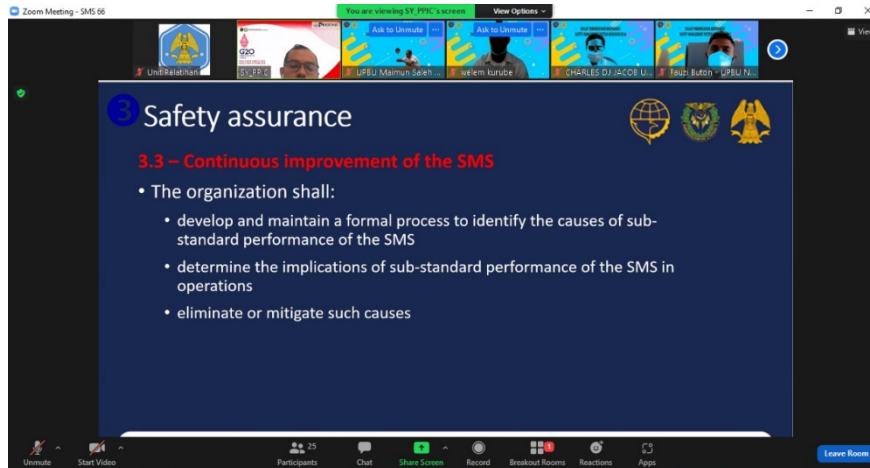 Zoom Meeting - SMS 66
You are viewing SY_PPIC's screen
View Options
View
Ask to Unmute
Ask to Unmute
G20
Unit Pelatihan
SY_PPIC
UPBU Maimun Saleh ...
welem kurube
CHARLES DJ JACOB U...
Fauzi Buton - UPBU N...
3 Safety assurance
3.3 – Continuous improvement of the SMS
• The organization shall:
• develop and maintain a formal process to identify the causes of sub-
standard performance of the SMS
• determine the implications of sub-standard performance of the SMS in
operations
• eliminate or mitigate such causes
Unmute
Start Video
25
Participants
Chat
Share Screen
Record
1
Breakout Rooms
Reactions
Apps
Leave Room